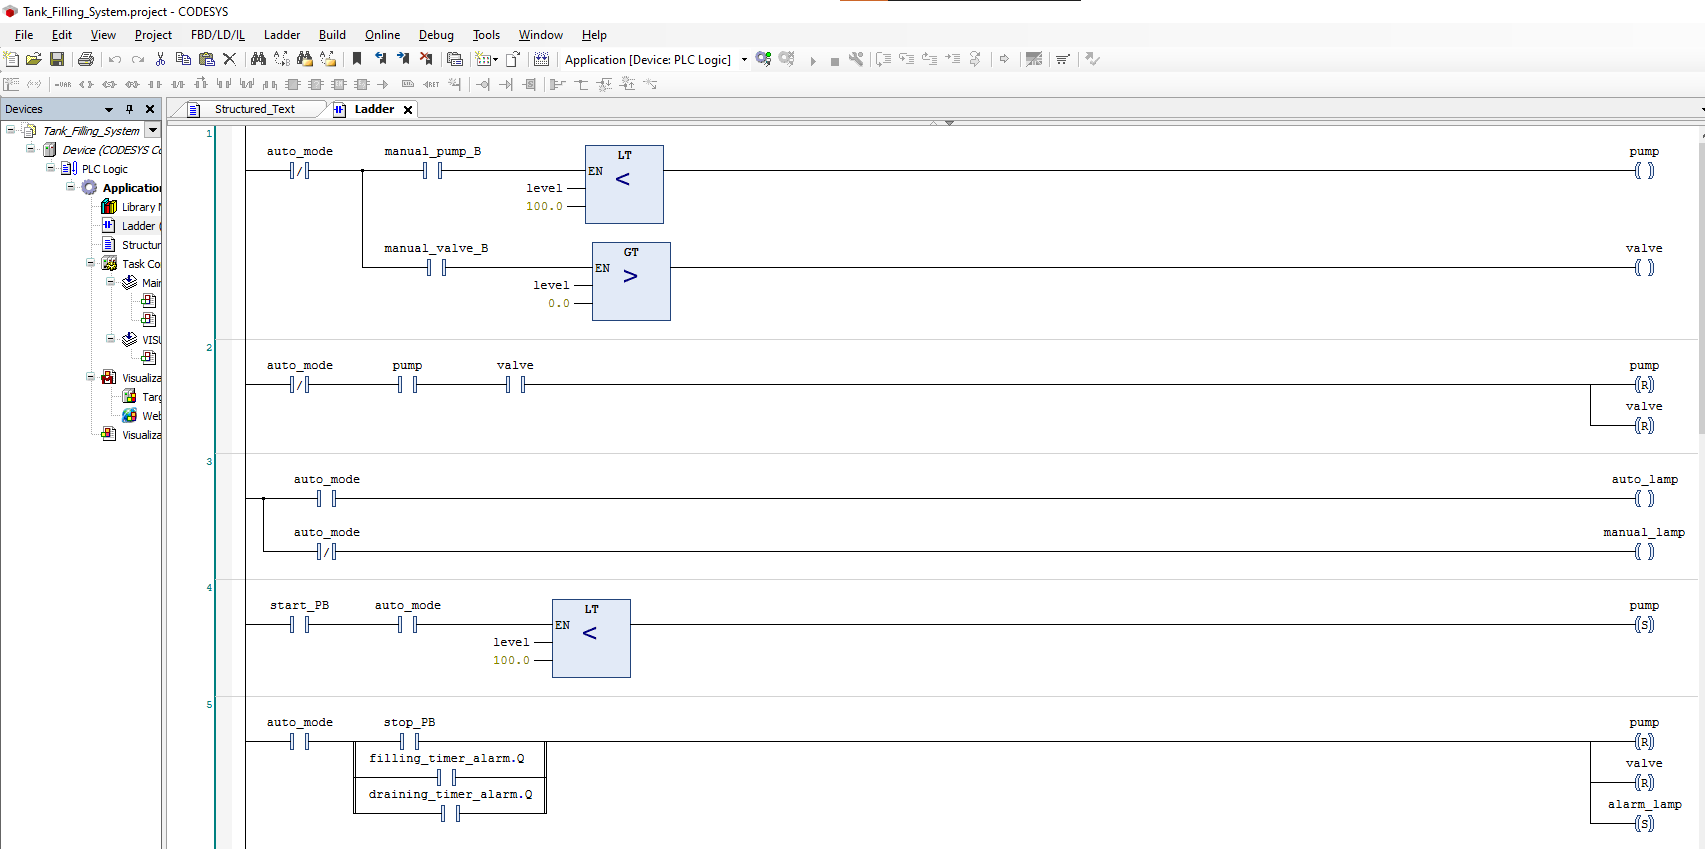 Tank_Filling_System.project - CODESYS
File Edit View Project FBD/LD/IL Ladder Build Online Debug Tools Window Help
Application [Device: PLC Logic]
Devices
Structured_Text
Ladder
Tank_Filling_System
Device (CODESYS Co
PLC Logic
Application
Library M
Ladder (
Structur
Task Co
Main
VISU
Visualiza
Targ
Web
Visualiza
1
auto_mode
manual_pump_B
LT
pump
EN
<
level
100.0
manual_valve_B
GT
valve
EN
>
level
0.0
2
auto_mode
pump
valve
pump
R
valve
R
3
auto_mode
auto_lamp
auto_mode
manual_lamp
4
start_PB
auto_mode
LT
pump
EN
<
S
level
100.0
5
auto_mode
stop_PB
pump
R
filling_timer_alarm.Q
valve
R
draining_timer_alarm.Q
alarm_lamp
S